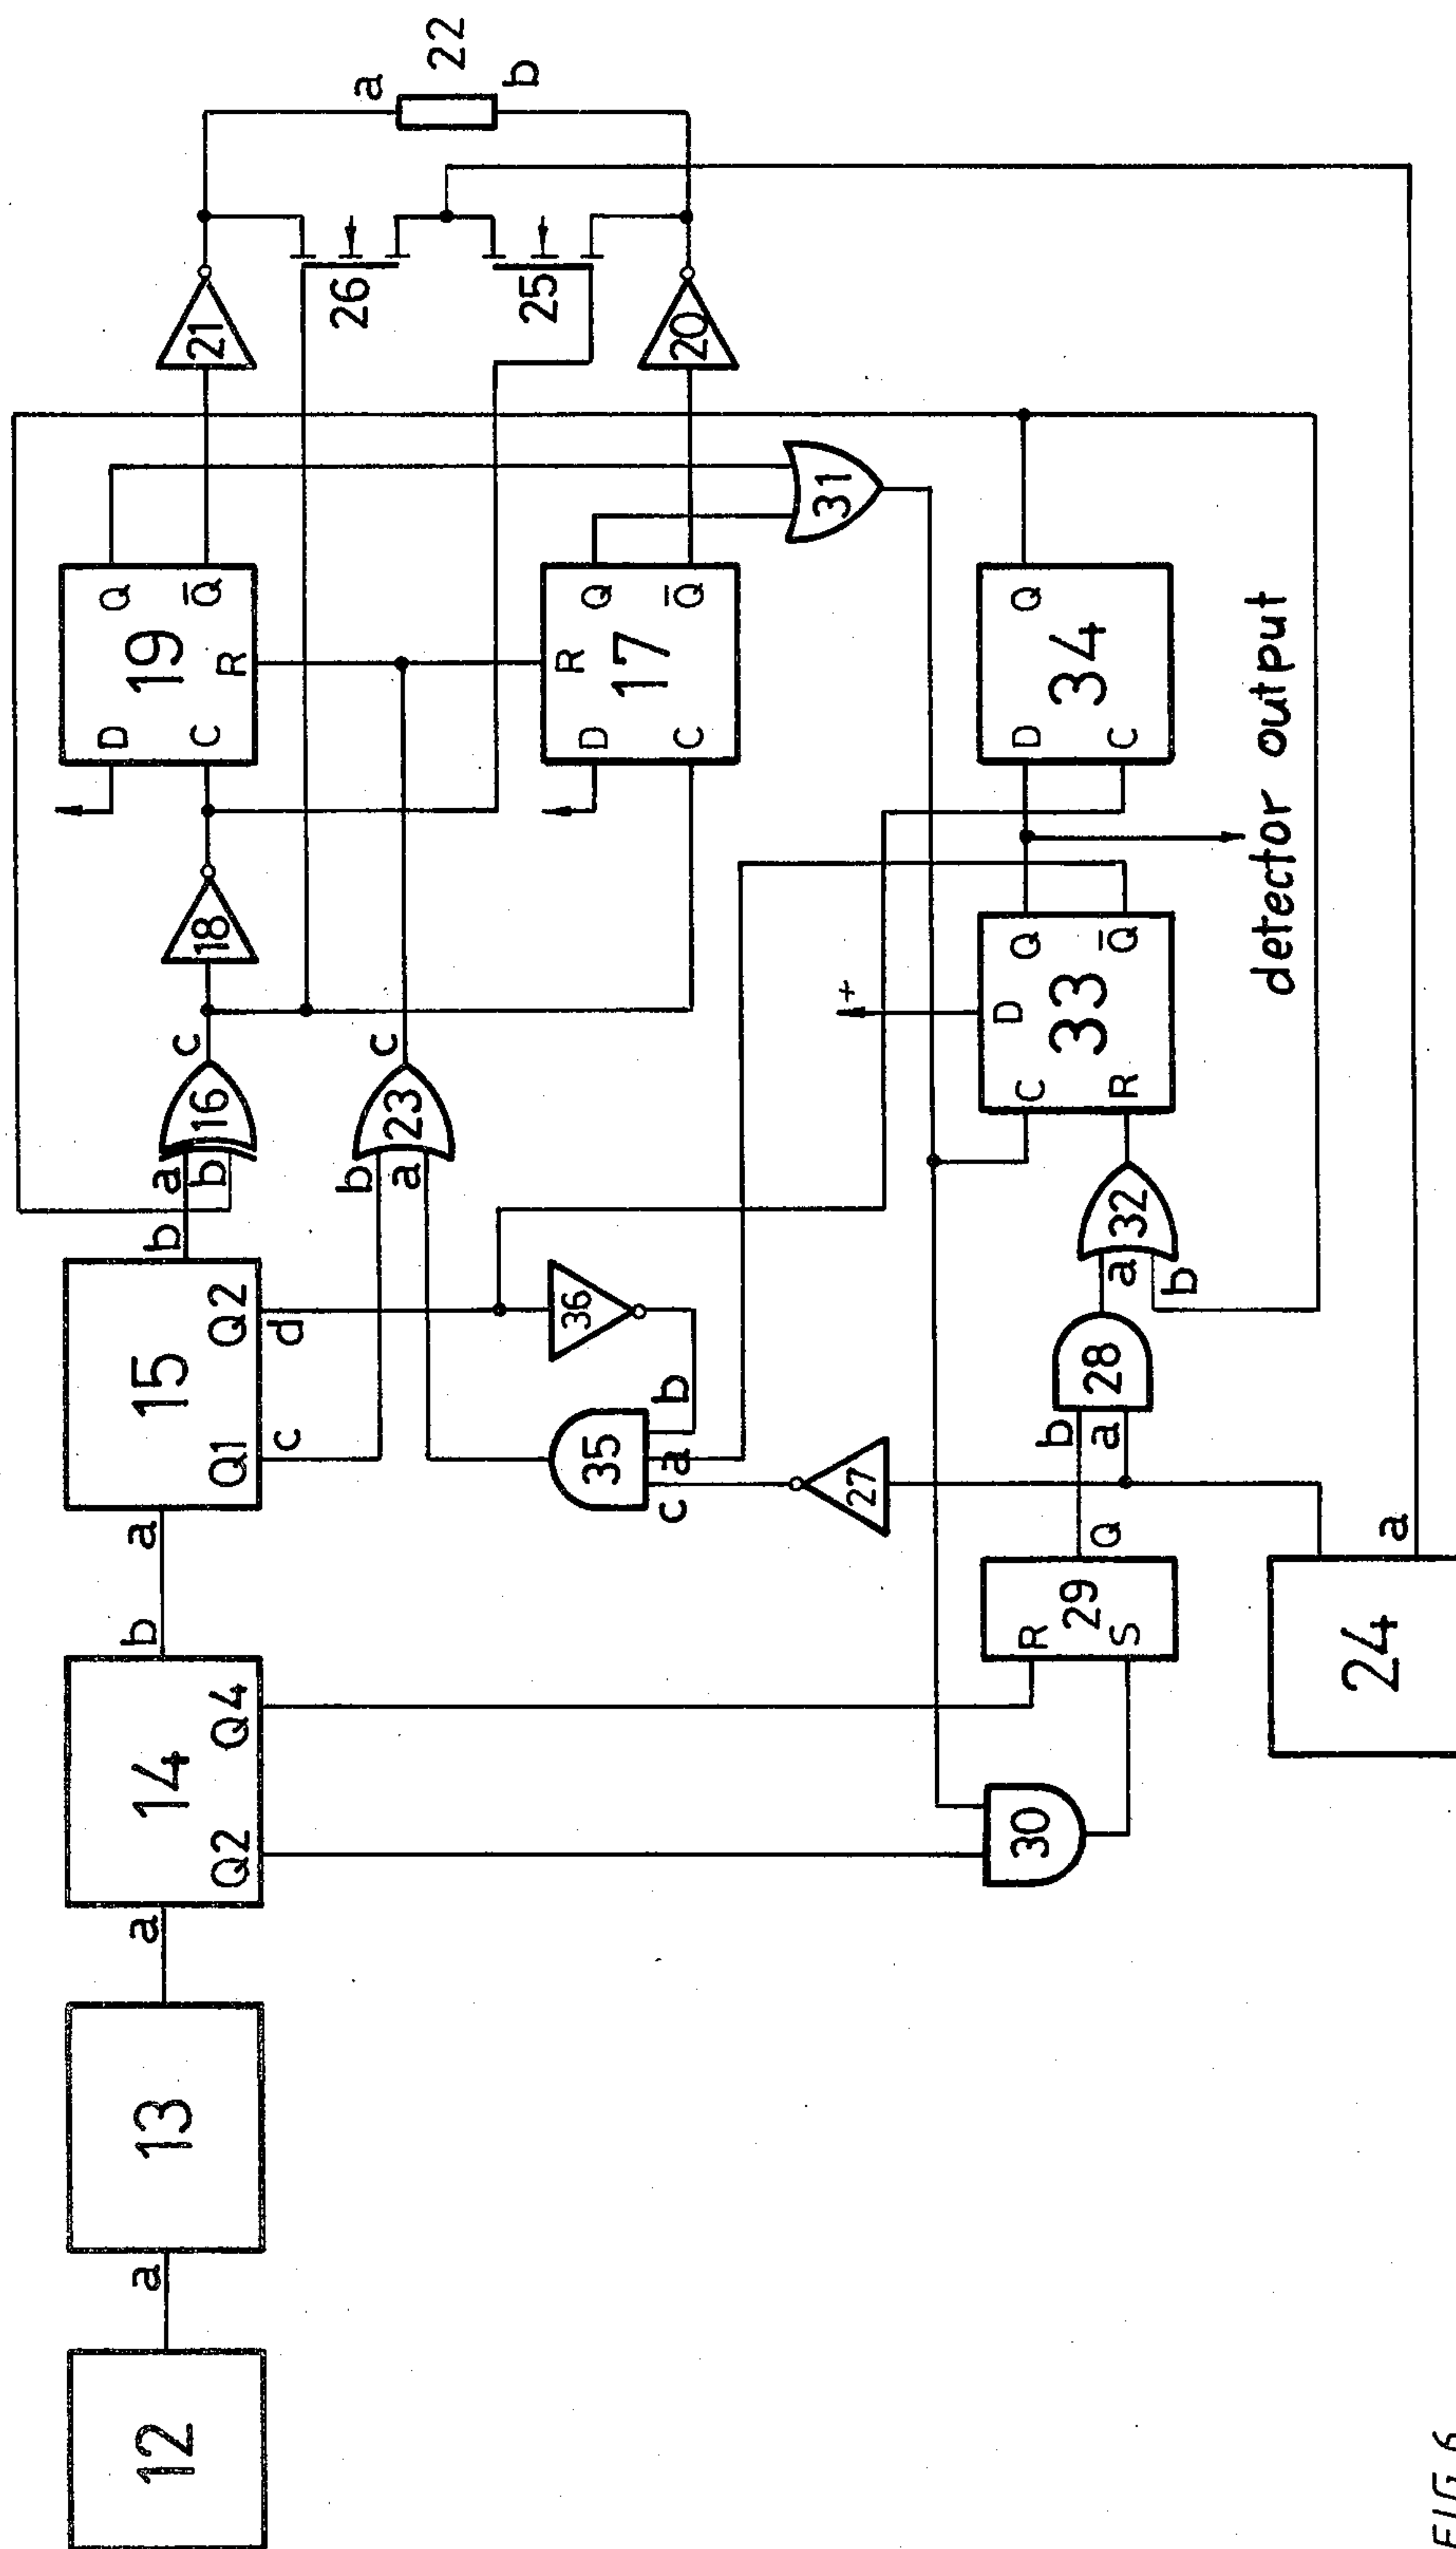 12
a
13
a
14
Q2
Q4
b
a
15
Q1
Q2
c
d
b
a
b
16
c
18
D
C
19
R
Q
Q̅
21
a
22
b
26
25
20
b
a
23
c
D
C
17
R
Q
Q̅
31
36
b
a
c
35
27
30
R
S
29
Q
b
a
28
a
b
32
C
R
D
33
Q
Q̅
+
D
C
34
Q
detector output
24
a
FIG.6